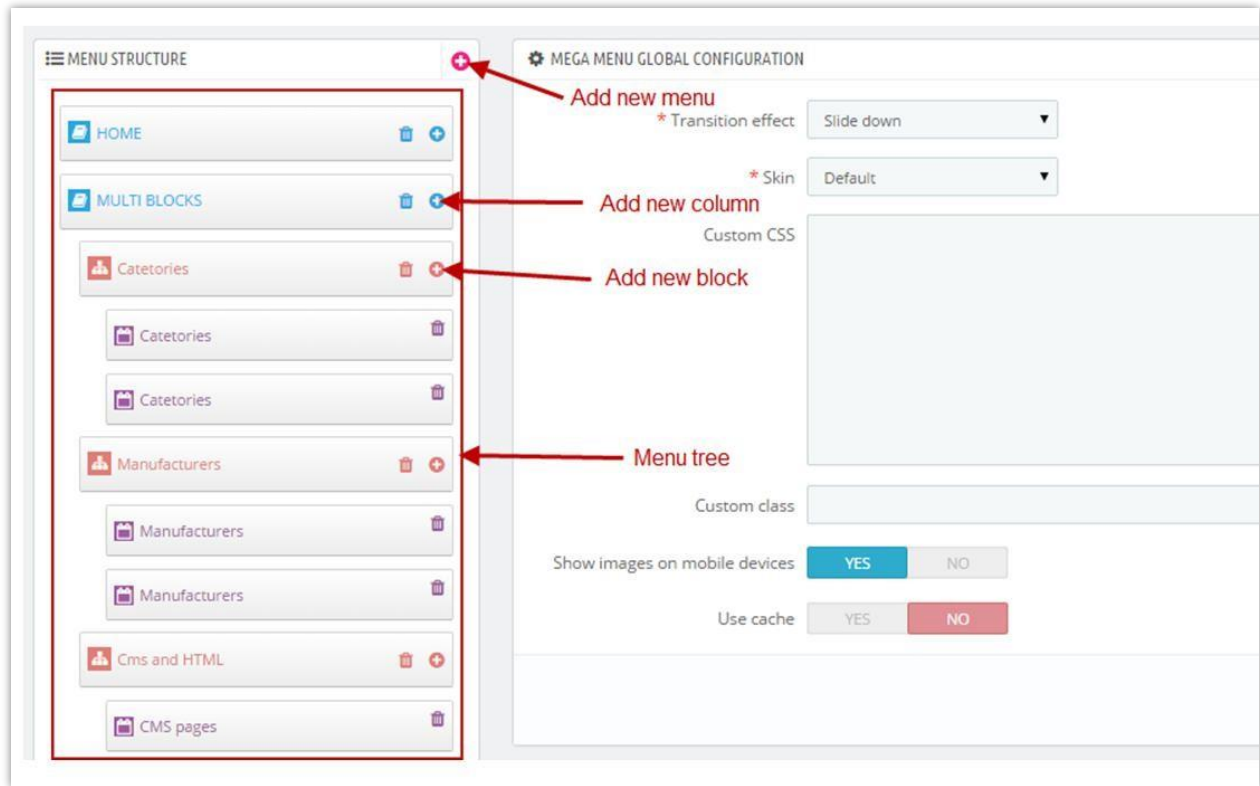 MENU STRUCTURE
HOME
MULTI BLOCKS
Catetories
Catetories
Catetories
Manufacturers
Manufacturers
Manufacturers
Cms and HTML
CMS pages
Add new menu
Add new column
Add new block
Menu tree
MEGA MENU GLOBAL CONFIGURATION
* Transition effect Slide down
* Skin Default
Custom CSS
Custom class
Show images on mobile devices YES NO
Use cache YES NO